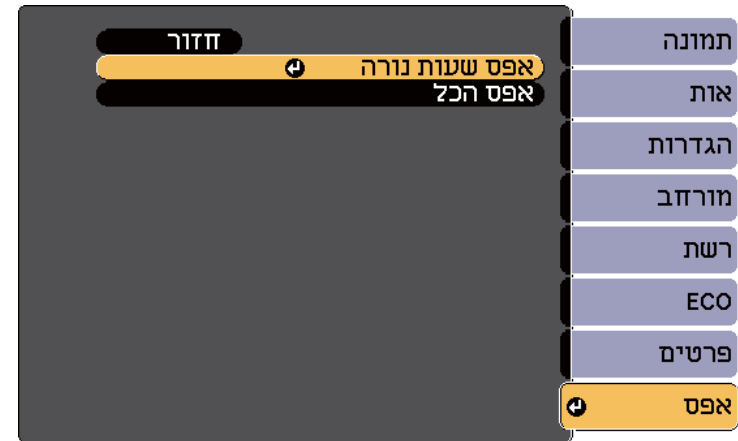 תמונה
אות
הגדרות
מורחב
רשת
ECO
פרטים
אפס
חזור
אפס שעות נורה
אפס הכל